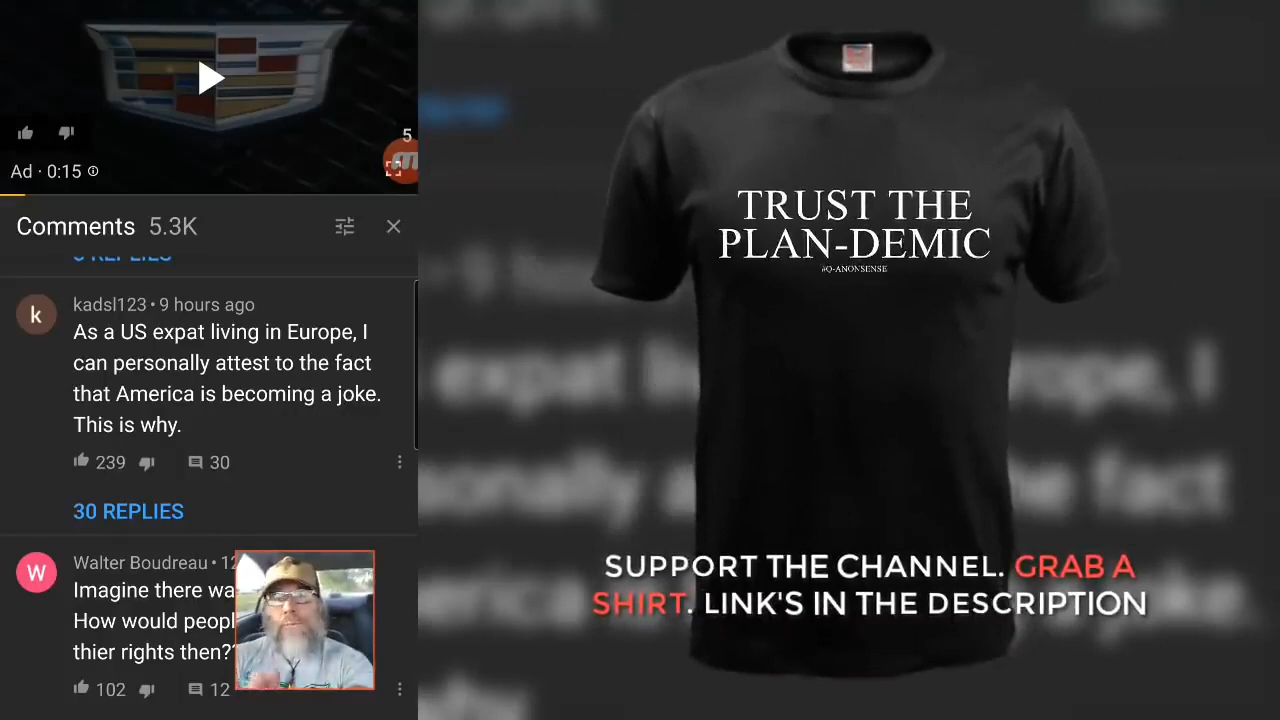 5
Ad · 0:15
Comments 5.3K
kadsl123 • 9 hours ago
As a US expat living in Europe, I
can personally attest to the fact
that America is becoming a joke.
This is why.
239 30
30 REPLIES
W
Walter Boudreau •
Imagine there
How would
thier rights then??
102 12
k
TRUST THE
PLAN-DEMIC
#Q-ANONSENSE
SUPPORT THE CHANNEL. GRAB A
SHIRT. LINK'S IN THE DESCRIPTION